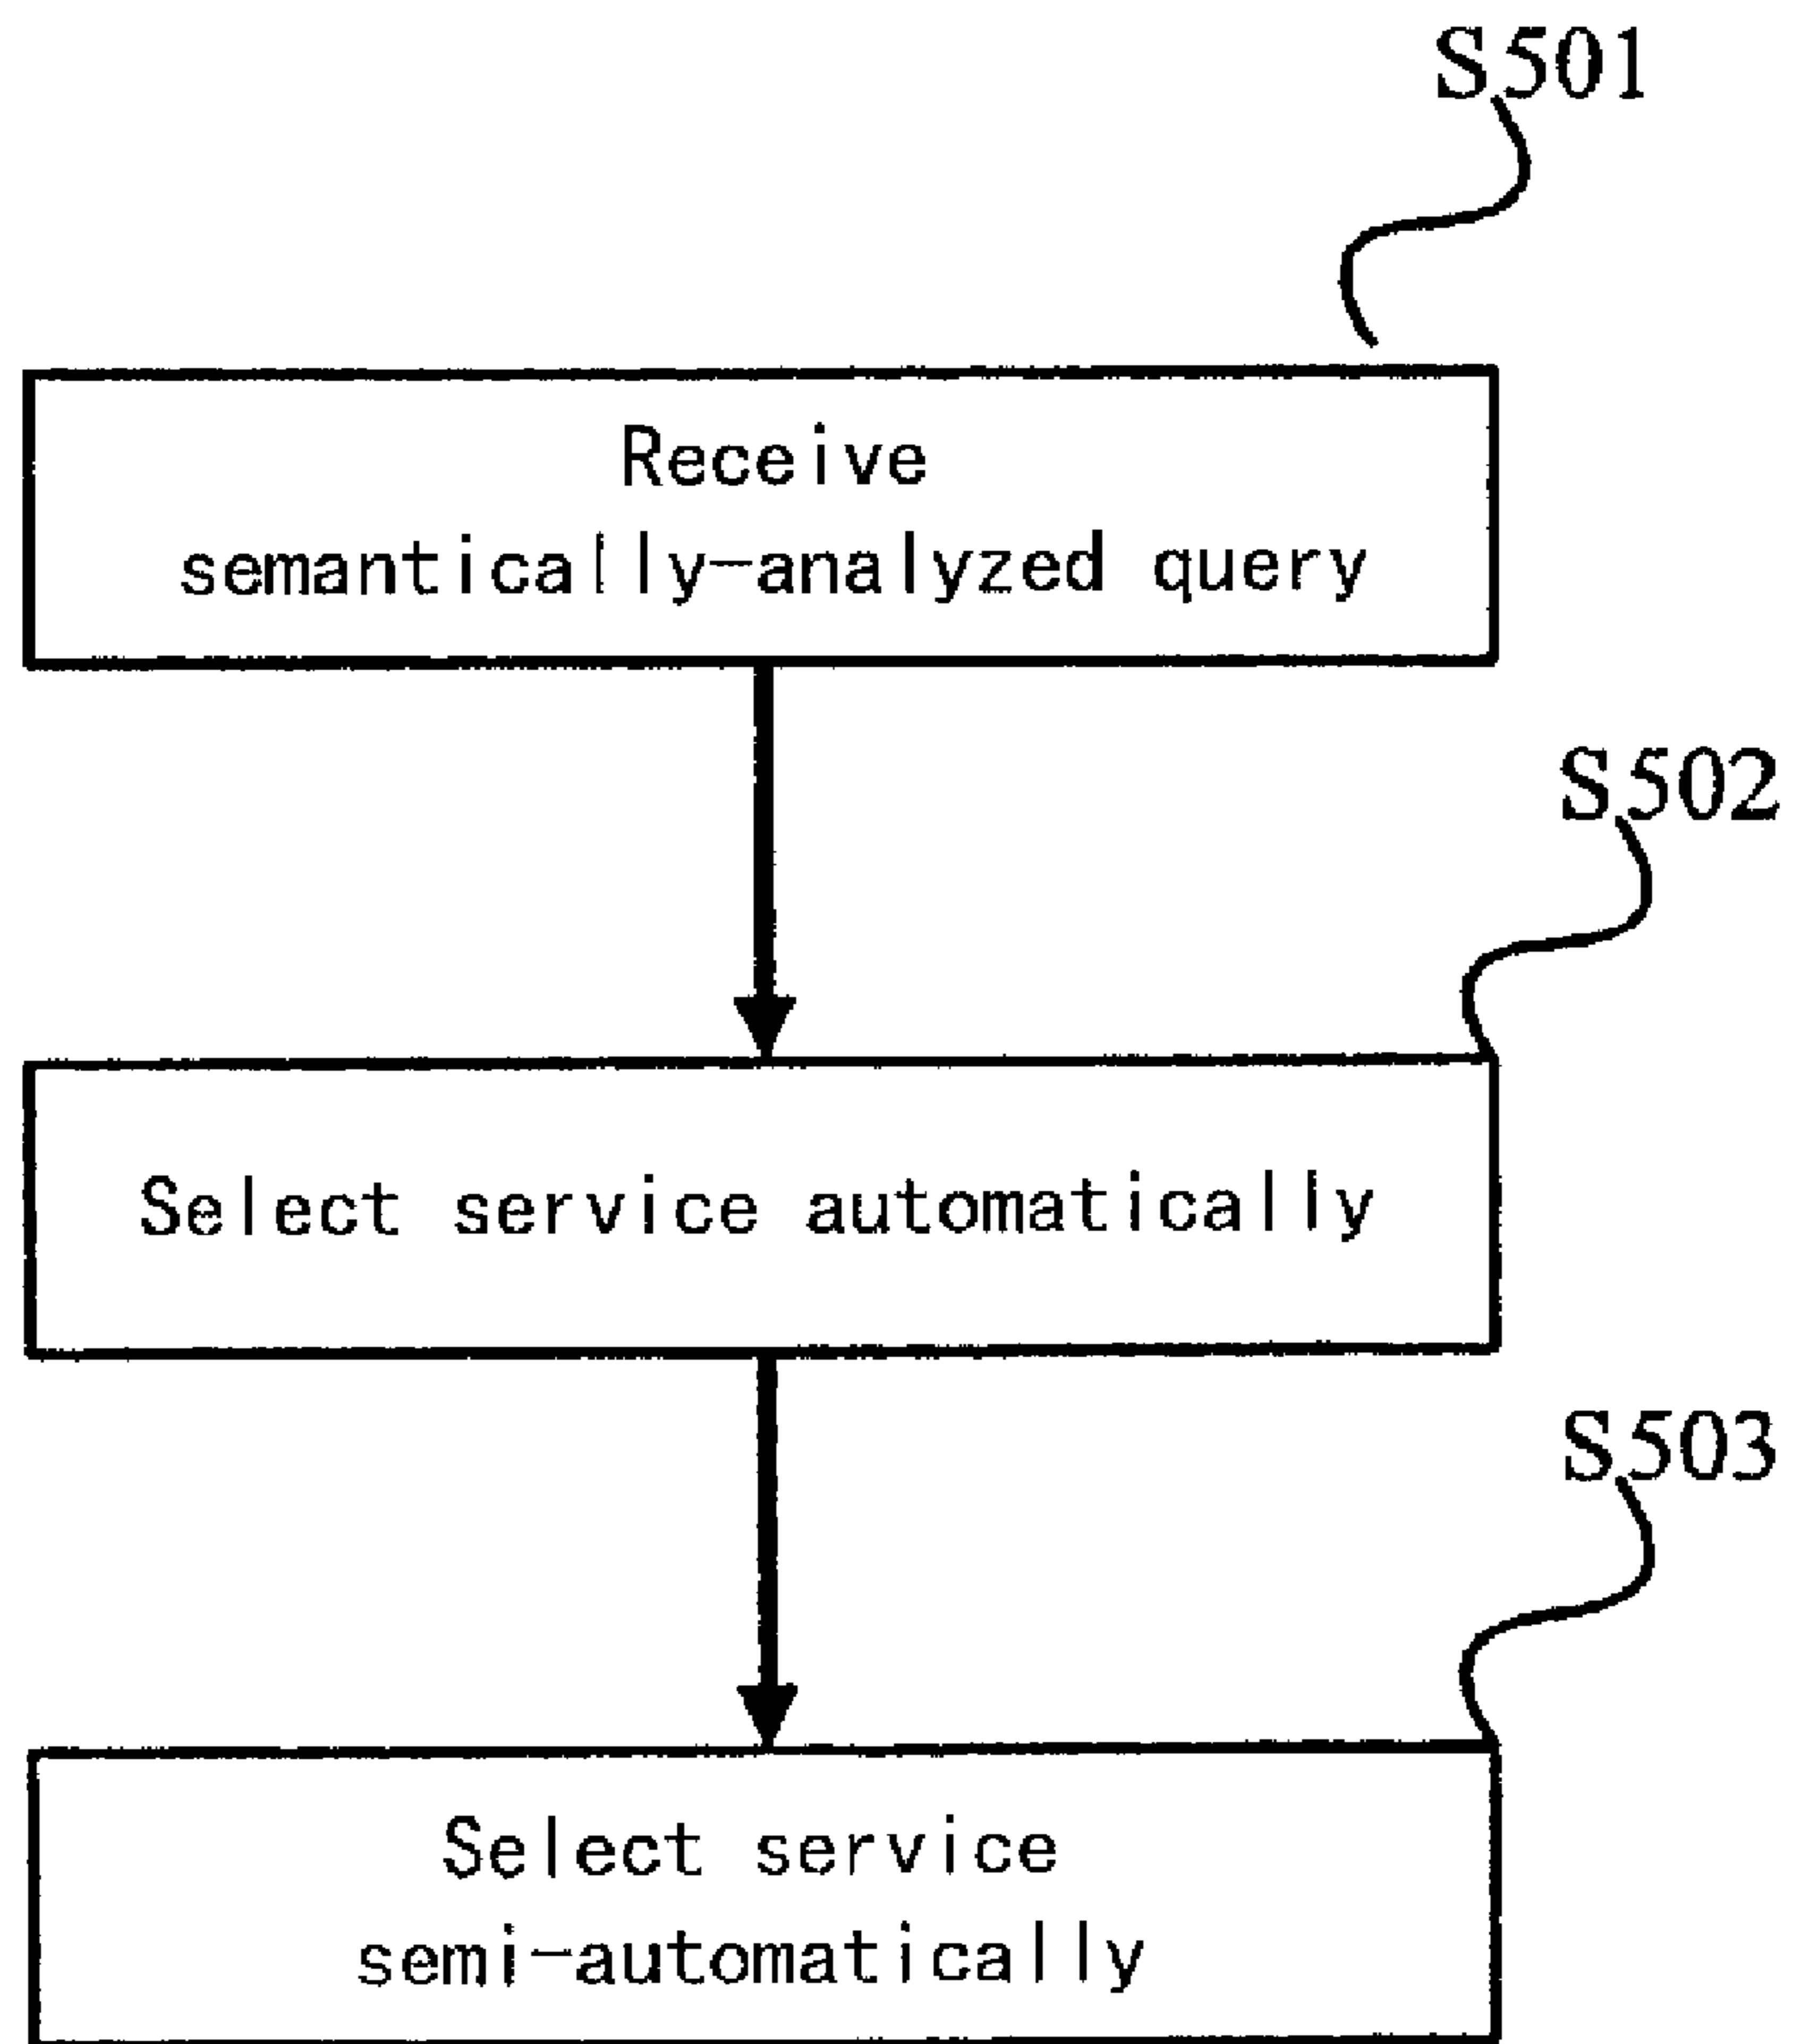 S501
Receive
semantically-analyzed query
S502
Select service automatically
S503
Select service
semi-automatically